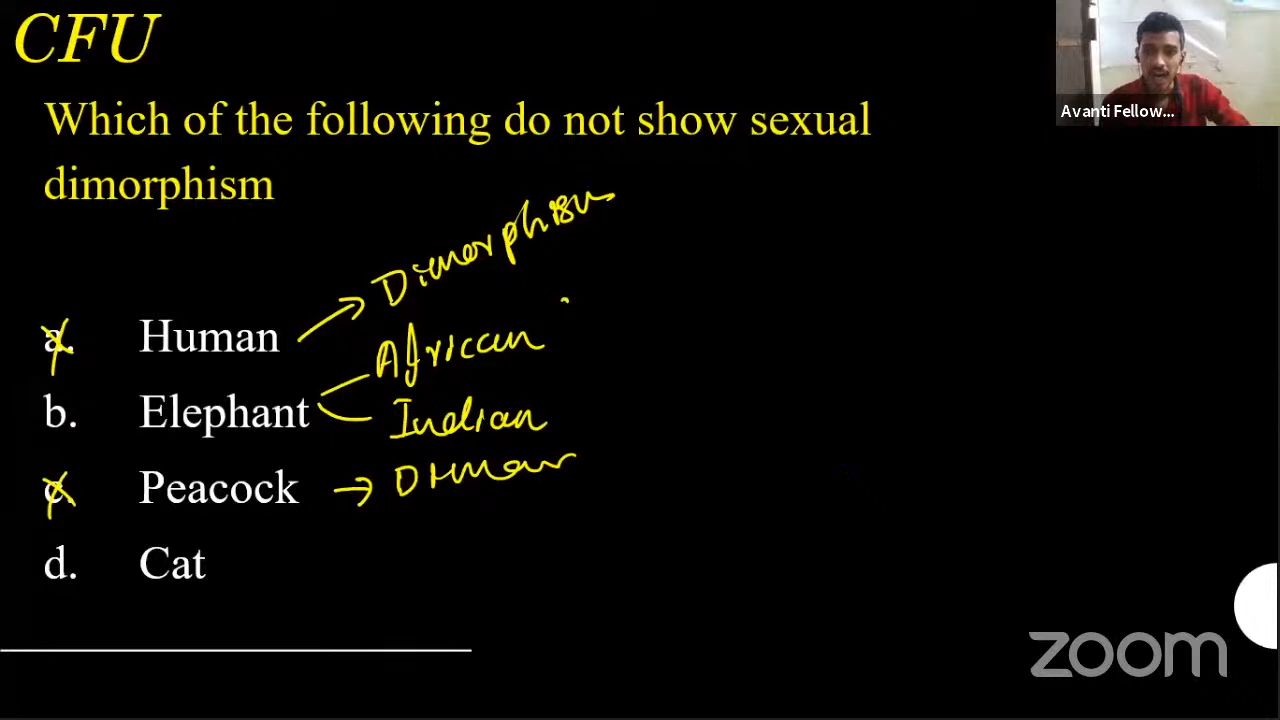 CFU
Avanti Fellow...
Which of the following do not show sexual
dimorphism
Dimorphism
a. Human
African
b. Elephant
Indian
c. Peacock
d. Cat
zoom